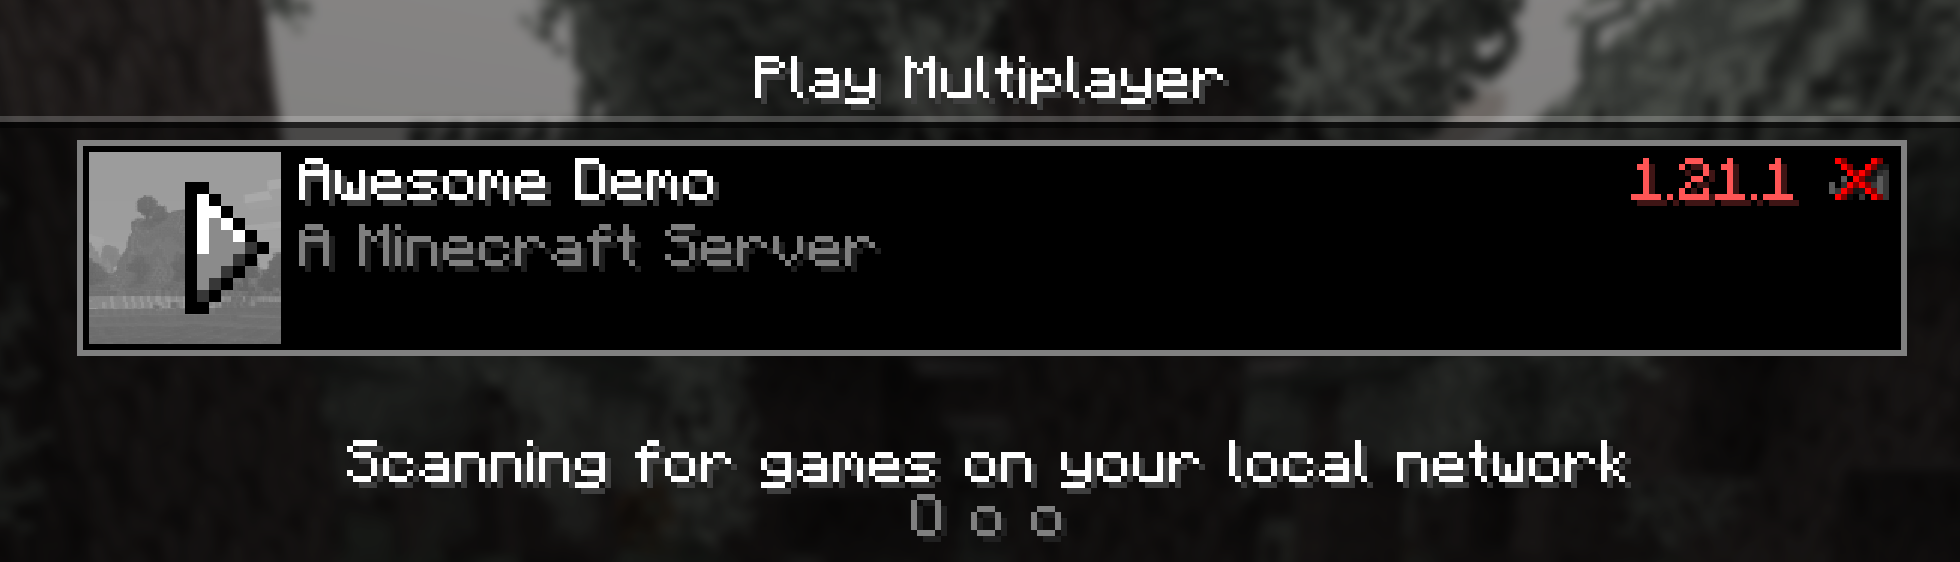 Play Multiplayer
Awesome Demo 1.21.1
A Minecraft Server
Scanning for games on your local network
O o o